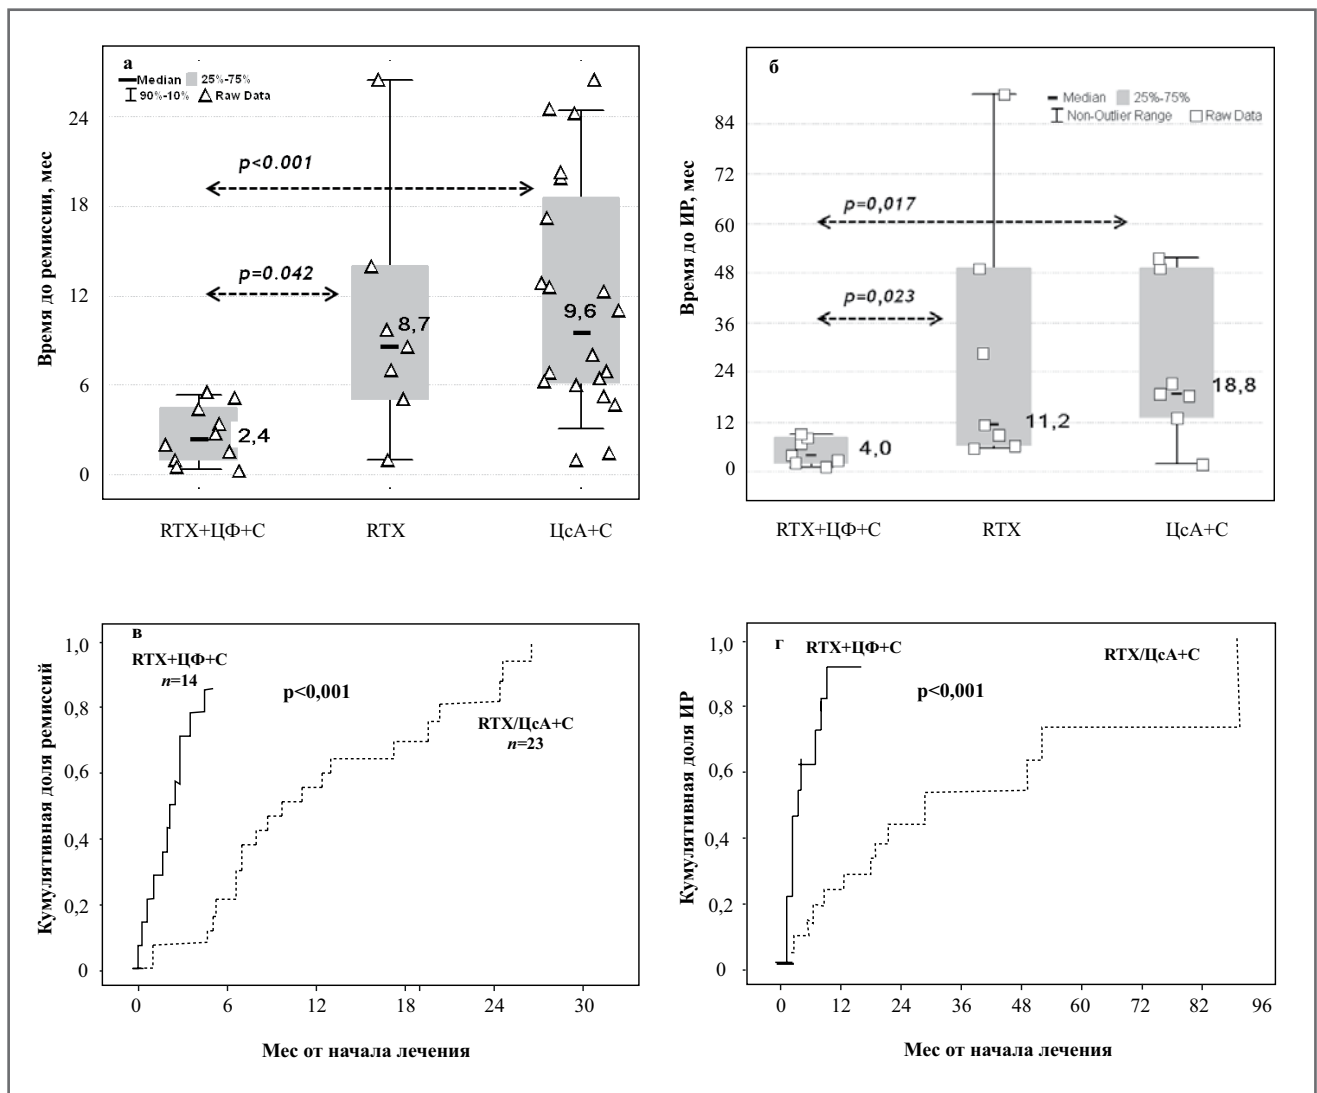 а
Median 25%-75%
90%-10% Raw Data
Время до ремиссии, мес
24
18
12
6
0
p<0.001
p=0.042
2,4
8,7
9,6
RTX+ЦФ+С RTX ЦсА+С
б
Median 25%-75%
Non-Outlier Range Raw Data
Время до ИР, мес
84
72
60
48
36
24
12
0
p=0,017
p=0,023
4,0
11,2
18,8
RTX+ЦФ+С RTX ЦсА+С
в
RTX+ЦФ+С
n=14
p<0,001
RTX/ЦсА+С
n=23
Кумулятивная доля ремиссий
1,0
0,8
0,6
0,4
0,2
0
0 6 12 18 24 30
Мес от начала лечения
г
RTX+ЦФ+С
RTX/ЦсА+С
p<0,001
Кумулятивная доля ИР
1,0
0,8
0,6
0,4
0,2
0
0 12 24 36 48 60 72 82 96
Мес от начала лечения